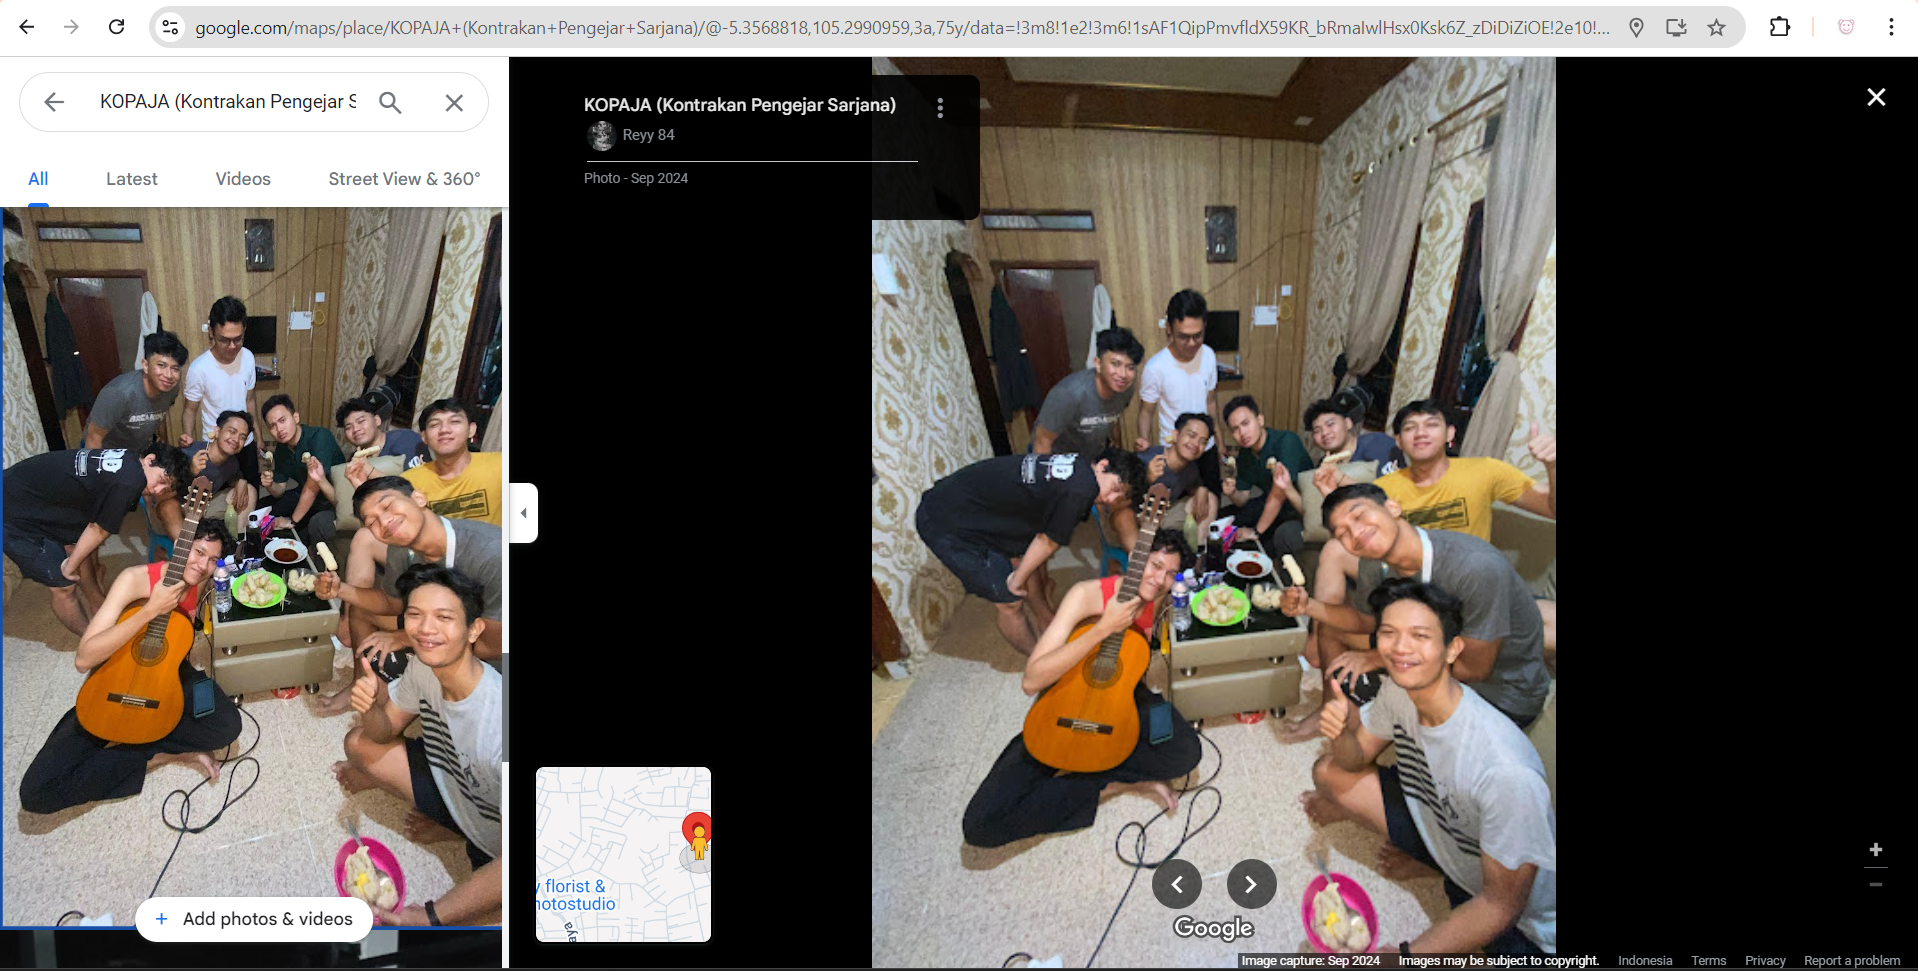 google.com/maps/place/KOPAJA+(Kontrakan+Pengejar+Sarjana)/@-5.3568818,105.2990959,3a,75y/data=!3m8!1e2!3m6!1sAF1QipPmvfldX59KR_bRmaIwlHsx0Ksk6Z_zDiDiZiOE!2e10!...
KOPAJA (Kontrakan Pengejar S
All Latest Videos Street View & 360°
KOPAJA (Kontrakan Pengejar Sarjana)
Reyy 84
Photo - Sep 2024
y florist &
hotostudio
aya
+ Add photos & videos
Google
Image capture: Sep 2024 Images may be subject to copyright. Indonesia Terms Privacy Report a problem